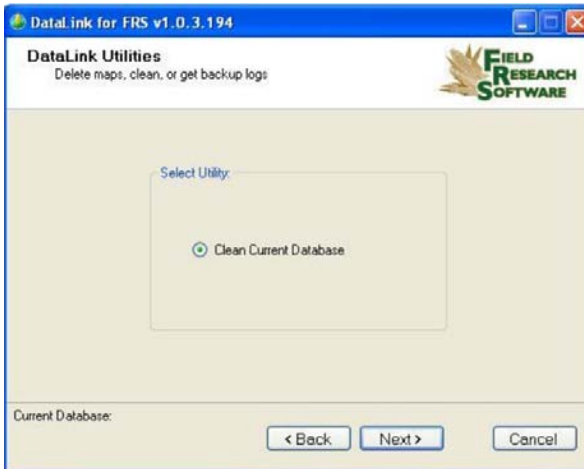 DataLink for FRS v1.0.3.194
DataLink Utilities
Delete maps, clean, or get backup logs
FIELD
RESEARCH
SOFTWARE
Select Utility:
Clean Current Database
Current Database:
< Back Next > Cancel